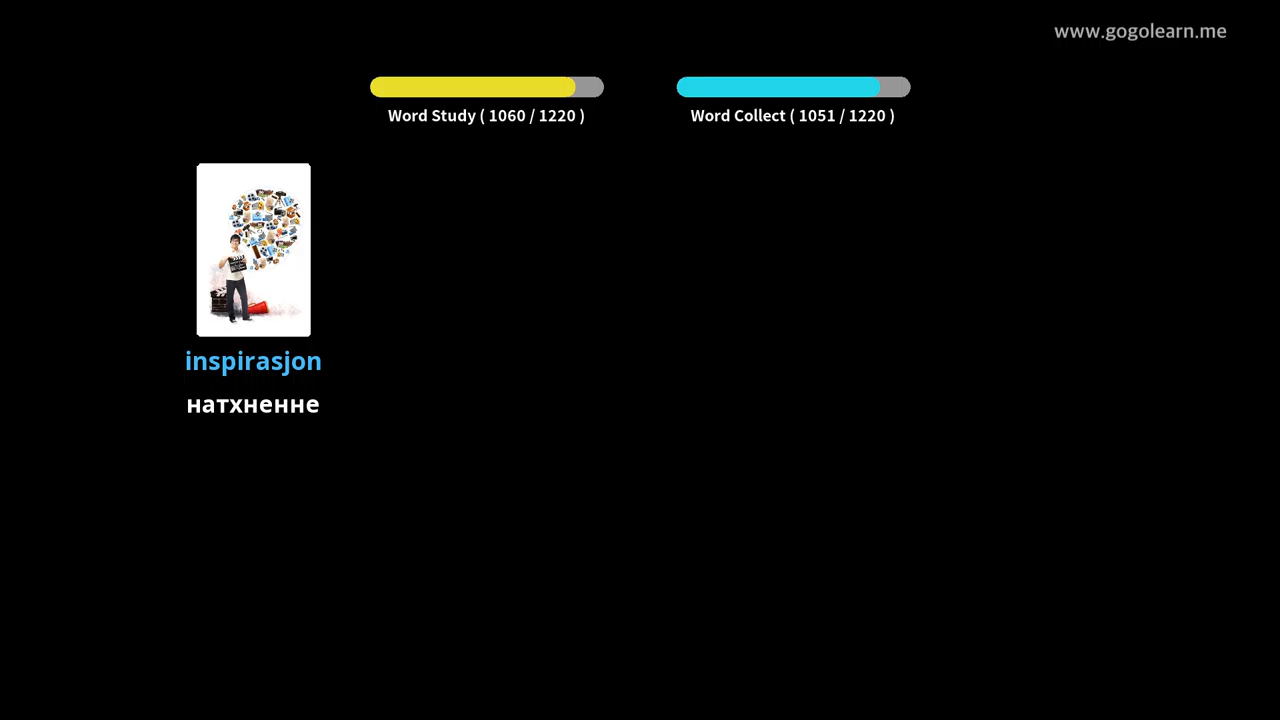 www.gogolearn.me
Word Study ( 1060 / 1220 )
Word Collect ( 1051 / 1220 )
inspirasjon
натхненне